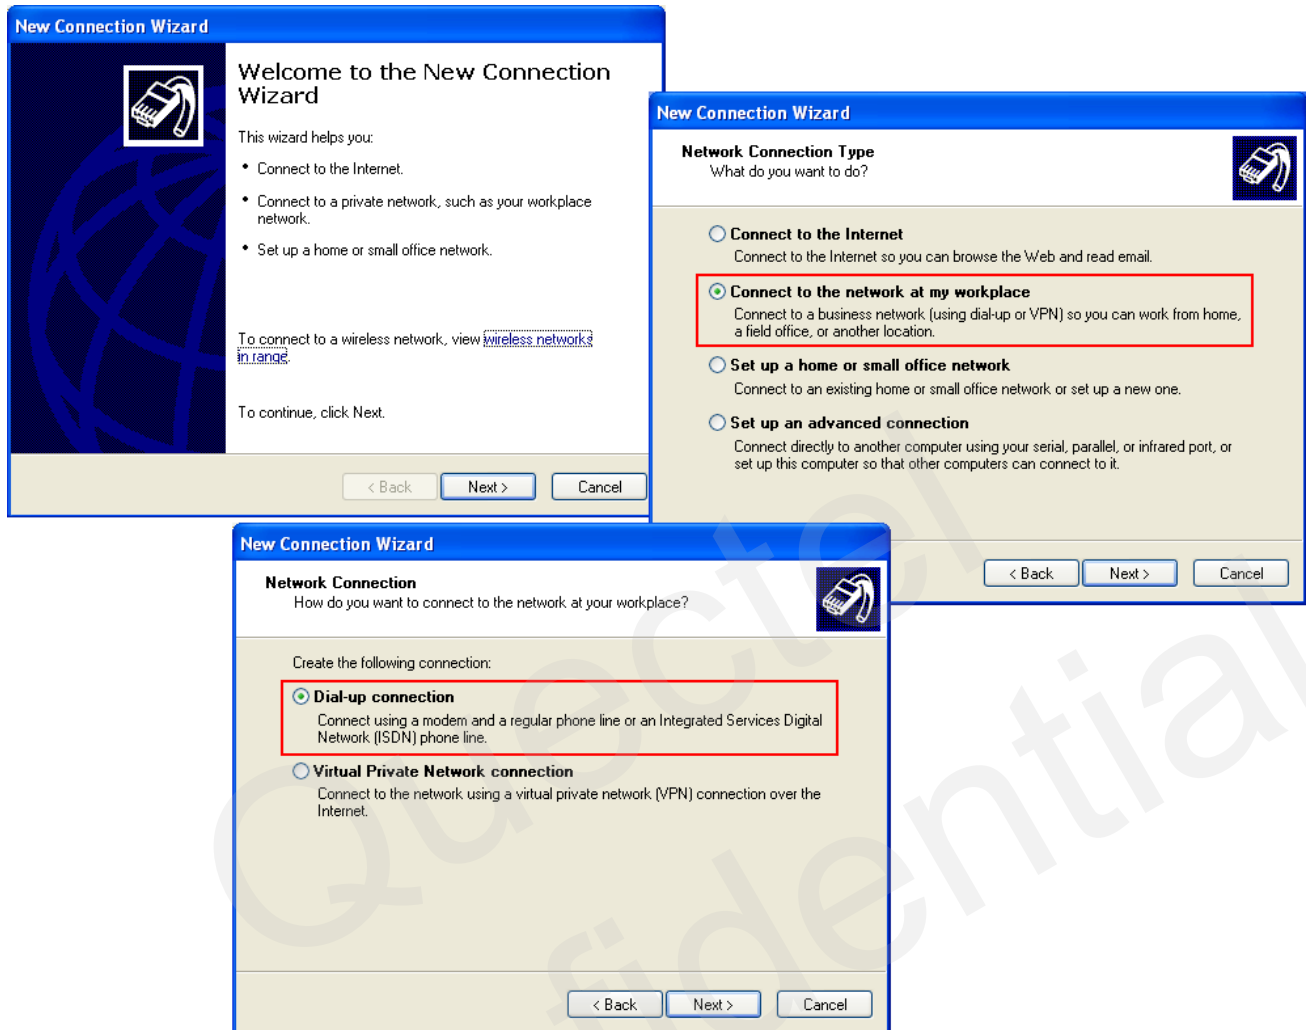 New Connection Wizard
Welcome to the New Connection
Wizard
This wizard helps you:
• Connect to the Internet.
• Connect to a private network, such as your workplace
network.
• Set up a home or small office network.
To connect to a wireless network, view wireless networks
in range.
To continue, click Next.
< Back Next > Cancel
New Connection Wizard
Network Connection Type
What do you want to do?
Connect to the Internet
Connect to the Internet so you can browse the Web and read email.
Connect to the network at my workplace
Connect to a business network (using dial-up or VPN) so you can work from home,
a field office, or another location.
Set up a home or small office network
Connect to an existing home or small office network or set up a new one.
Set up an advanced connection
Connect directly to another computer using your serial, parallel, or infrared port, or
set up this computer so that other computers can connect to it.
< Back Next > Cancel
New Connection Wizard
Network Connection
How do you want to connect to the network at your workplace?
Create the following connection:
Dial-up connection
Connect using a modem and a regular phone line or an Integrated Services Digital
Network (ISDN) phone line.
Virtual Private Network connection
Connect to the network using a virtual private network (VPN) connection over the
Internet.
< Back Next > Cancel
Quectel
fidential